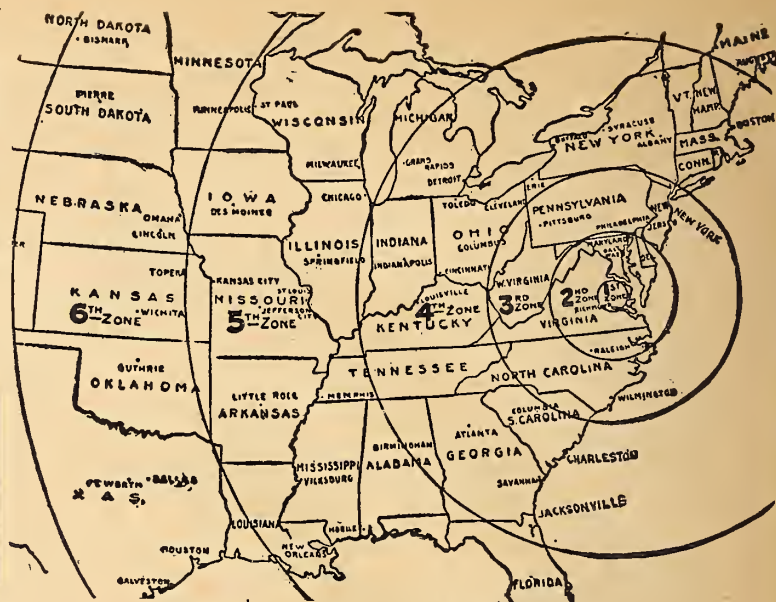 NORTH DAKOTA
BISMARK
MINNESOTA
MAINE
PIERRE
SOUTH DAKOTA
MINNEAPOLIS
ST PAUL
WISCONSIN
MICHIGAN
VT.
NEW
HAMP.
BUFFALO
SYRACUSE
NEW YORK
ALBANY
MASS.
BOSTON
CONN.
MILWAUKEE
GRAND
RAPIDS
DETROIT
NEBRASKA
OMAHA
LINCOLN
IOWA
DES MOINES
CHICAGO
TOLEDO
CLEVELAND
ERIE
PENNSYLVANIA
PITTSBURG
PHILADELPHIA
NEW
JERSEY
NEW YORK
ILLINOIS
SPRINGFIELD
INDIANA
INDIANAPOLIS
OHIO
COLUMBUS
CINCINNATI
MARYLAND
DEL
TOPEKA
KANSAS
6TH-ZONE
WICHITA
KANSAS CITY
MISSOURI
ST LOUIS
JEFFERSON
CITY
5TH-ZONE
LOUISVILLE
4TH-ZONE
KENTUCKY
W. VIRGINIA
3RD
ZONE
2ND
ZONE
1ST
ZONE
RICHMOND
VIRGINIA
GUTHRIE
OKLAHOMA
LITTLE ROCK
ARKANSAS
TENNESSEE
MEMPHIS
NORTH CAROLINA
RALEIGH
WILMINGTON
COLUMBIA
S. CAROLINA
MISSISSIPPI
VICKSBURG
BIRMINGHAM
ALABAMA
ATLANTA
GEORGIA
CHARLESTON
SAVANNAH
FT WORTH
DALLAS
X A S.
JACKSONVILLE
LOUISIANA
MOBILE
NEW
ORLEANS
HOUSTON
GALVESTON
FLORIDA